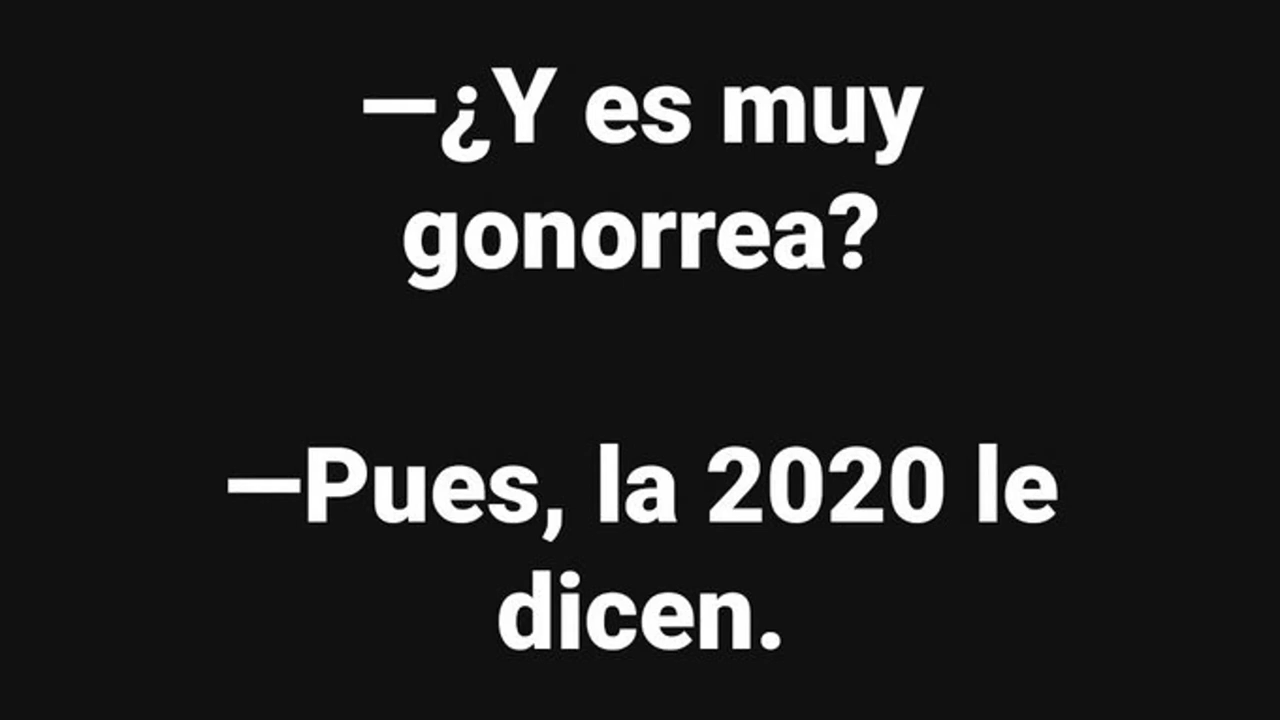 —¿Y es muy
gonorrea?
—Pues, la 2020 le
dicen.